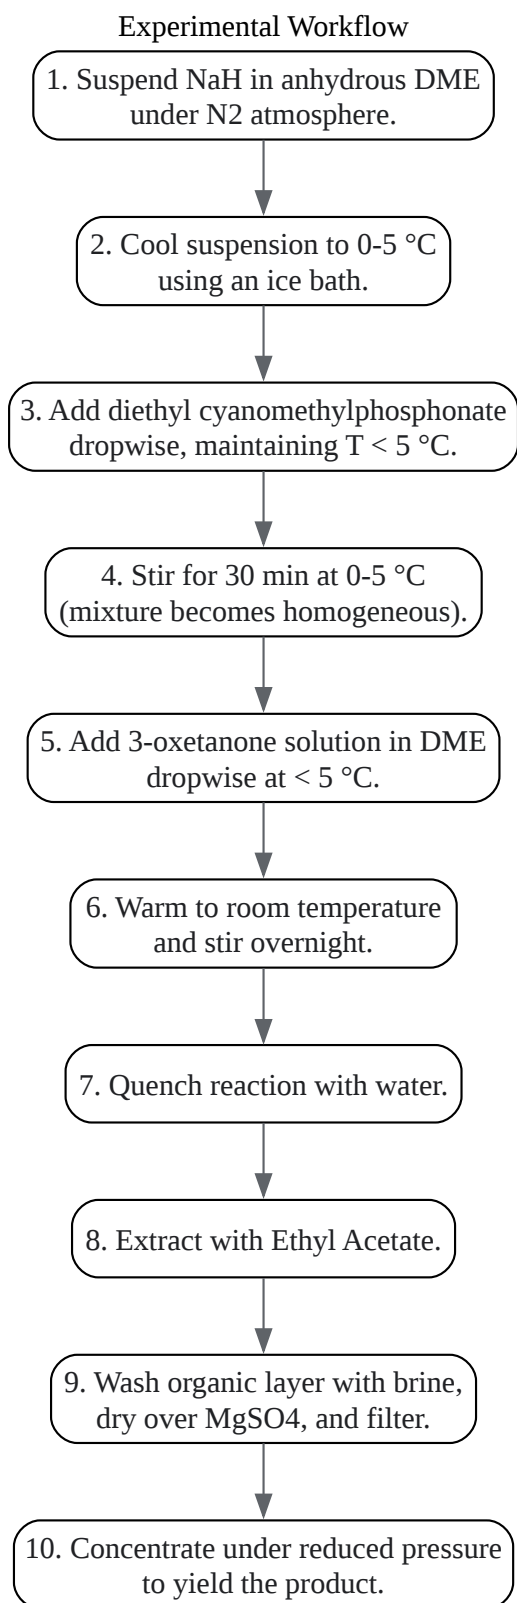 Experimental Workflow
1. Suspend NaH in anhydrous DME
under N2 atmosphere.
2. Cool suspension to 0-5 °C
using an ice bath.
3. Add diethyl cyanomethylphosphonate
dropwise, maintaining T < 5 °C.
4. Stir for 30 min at 0-5 °C
(mixture becomes homogeneous).
5. Add 3-oxetanone solution in DME
dropwise at < 5 °C.
6. Warm to room temperature
and stir overnight.
7. Quench reaction with water.
8. Extract with Ethyl Acetate.
9. Wash organic layer with brine,
dry over MgSO4, and filter.
10. Concentrate under reduced pressure
to yield the product.